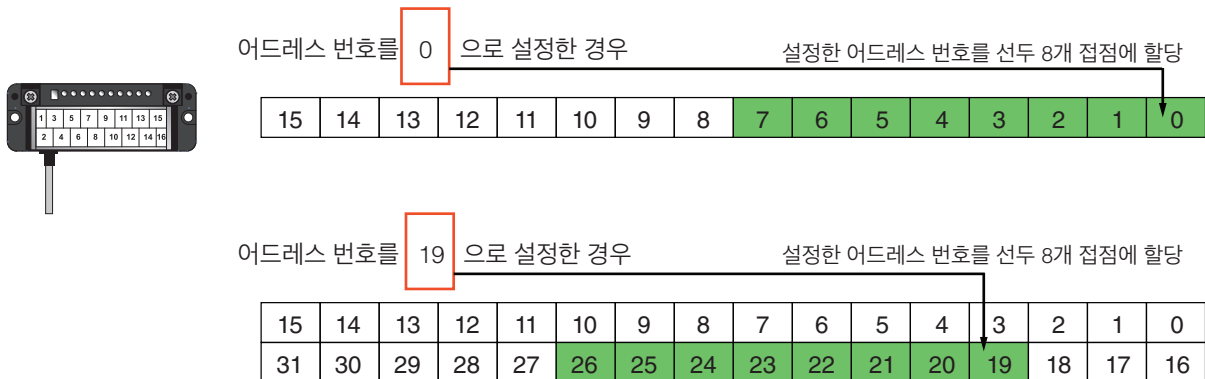 어드레스 번호를 0 으로 설정한 경우
설정한 어드레스 번호를 선두 8개 접점에 할당
1 3 5 7 9 11 13 15
2 4 6 8 10 12 14 16
15 14 13 12 11 10 9 8 7 6 5 4 3 2 1 0
어드레스 번호를 19 으로 설정한 경우
설정한 어드레스 번호를 선두 8개 접점에 할당
15 14 13 12 11 10 9 8 7 6 5 4 3 2 1 0
31 30 29 28 27 26 25 24 23 22 21 20 19 18 17 16